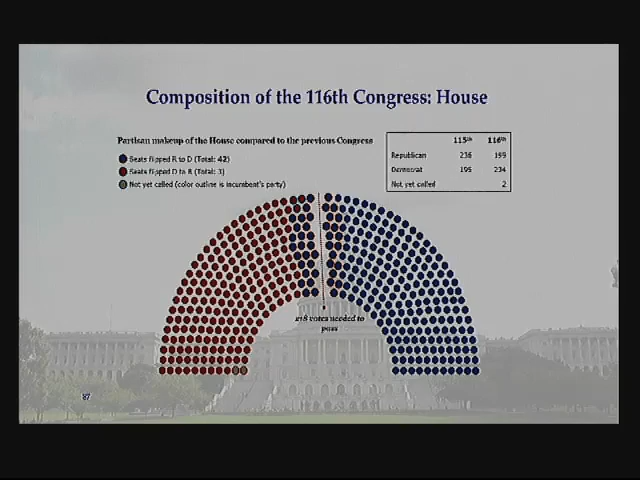 Composition of the 116th Congress: House
Partisan makeup of the House compared to the previous Congress
Seats flipped R to D (Total: 42)
Seats flipped D to R (Total: 3)
Not yet called (color outline is incumbent's party)
115th 116th
Republican 236 199
Democrat 195 234
Not yet called 2
218 votes needed to
pass
87